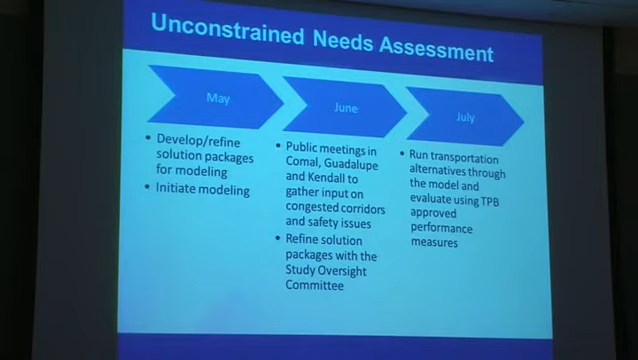 Unconstrained Needs Assessment
May
• Develop/refine
solution packages
for modeling
• Initiate modeling
June
• Public meetings in
Comal, Guadalupe
and Kendall to
gather input on
congested corridors
and safety issues
• Refine solution
packages with the
Study Oversight
Committee
July
• Run transportation
alternatives through
the model and
evaluate using TPB
approved
performance
measures